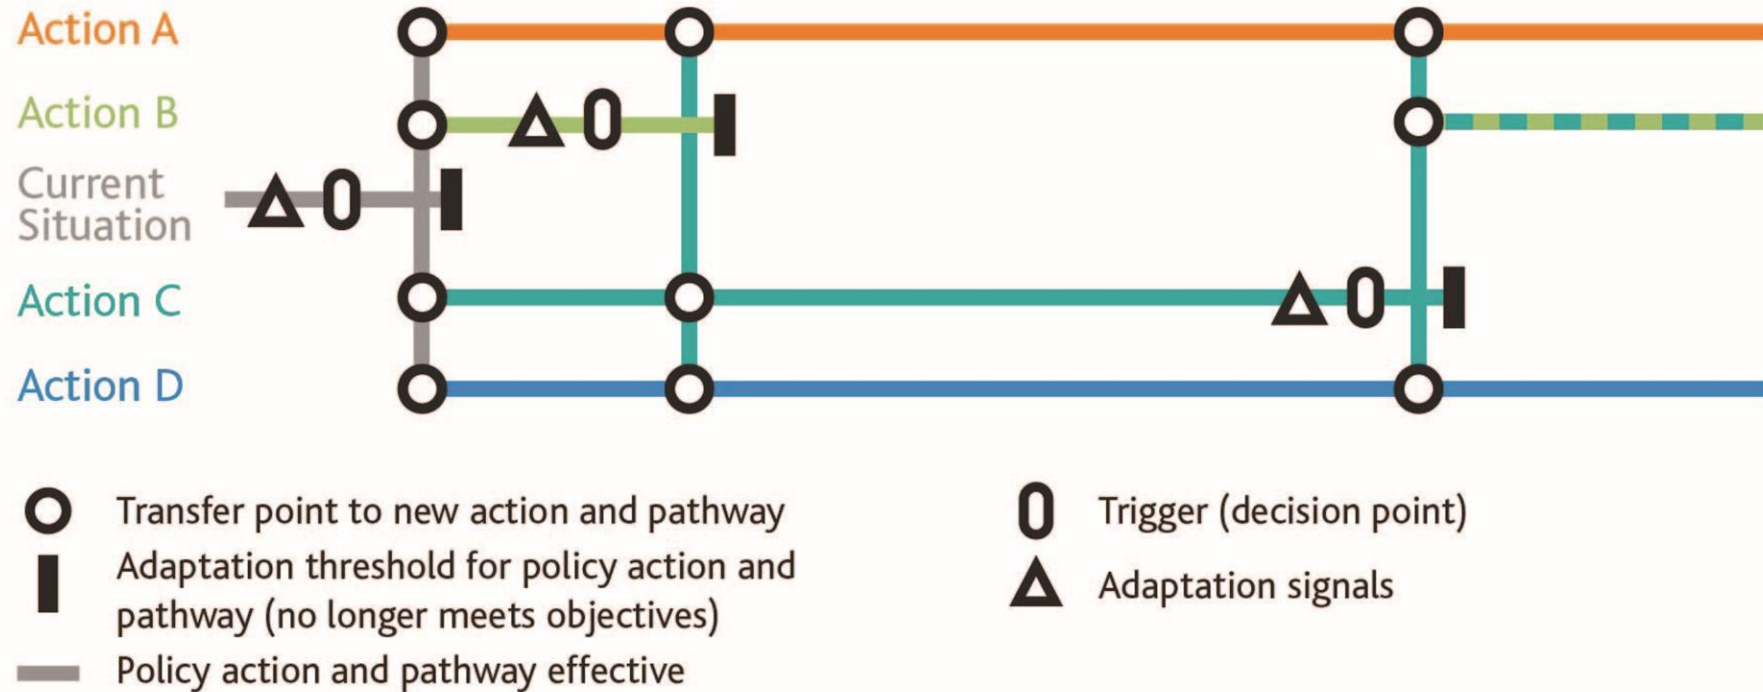 Action A
Action B
Current
Situation
Action C
Action D
Transfer point to new action and pathway
Adaptation threshold for policy action and
pathway (no longer meets objectives)
Policy action and pathway effective
Trigger (decision point)
Adaptation signals